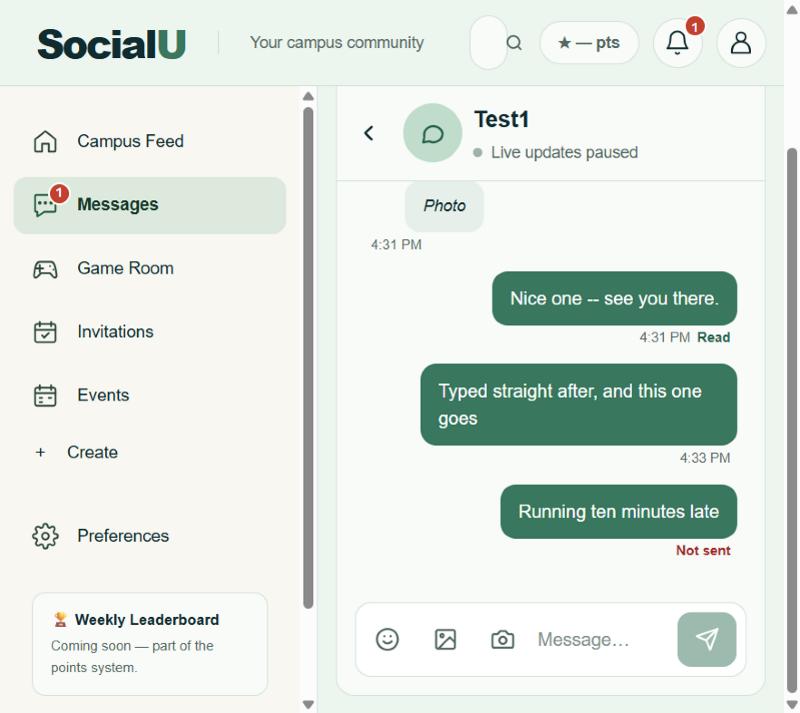 SocialU
Your campus community
★ — pts
1
Campus Feed
1
Messages
Game Room
Invitations
Events
+ Create
Preferences
🏆 Weekly Leaderboard
Coming soon — part of the
points system.
Test1
Live updates paused
Photo
4:31 PM
Nice one -- see you there.
4:31 PM Read
Typed straight after, and this one
goes
4:33 PM
Running ten minutes late
Not sent
Message…